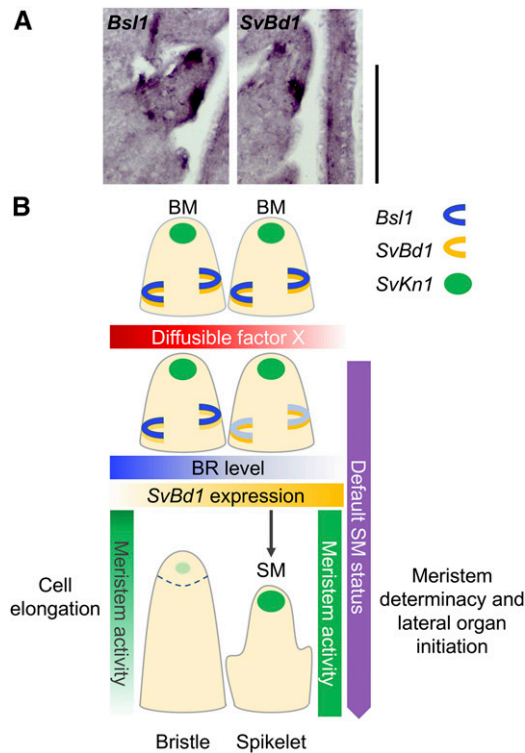 A
Bsl1
SvBd1
B
BM
BM
Bsl1
SvBd1
SvKn1
Diffusible factor X
BR level
SvBd1 expression
Default SM status
Meristem activity
Meristem activity
SM
Cell
elongation
Meristem
determinacy and
lateral organ
initiation
Bristle
Spikelet